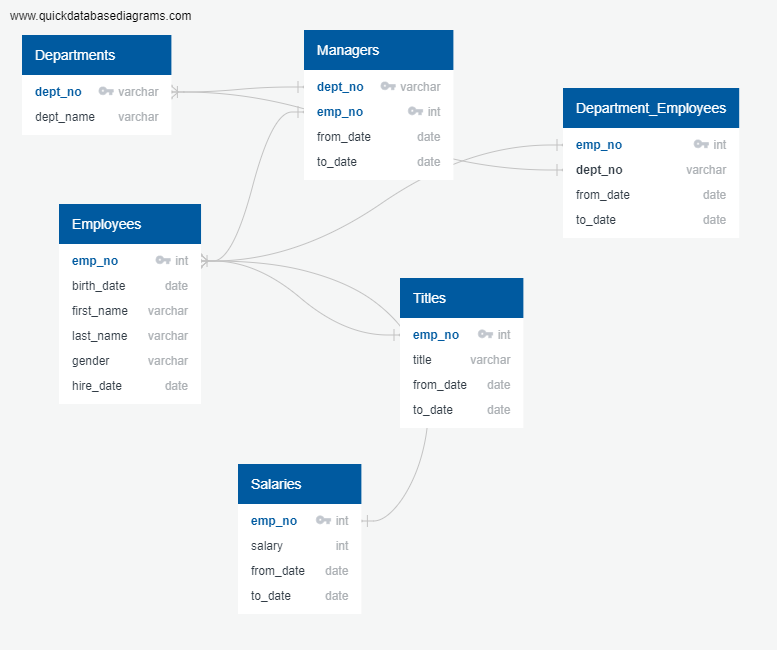 www.quickdatabasediagrams.com
Departments
dept_no varchar
dept_name varchar
Managers
dept_no varchar
emp_no int
from_date date
to_date date
Department_Employees
emp_no int
dept_no varchar
from_date date
to_date date
Employees
emp_no int
birth_date date
first_name varchar
last_name varchar
gender varchar
hire_date date
Titles
emp_no int
title varchar
from_date date
to_date date
Salaries
emp_no int
salary int
from_date date
to_date date